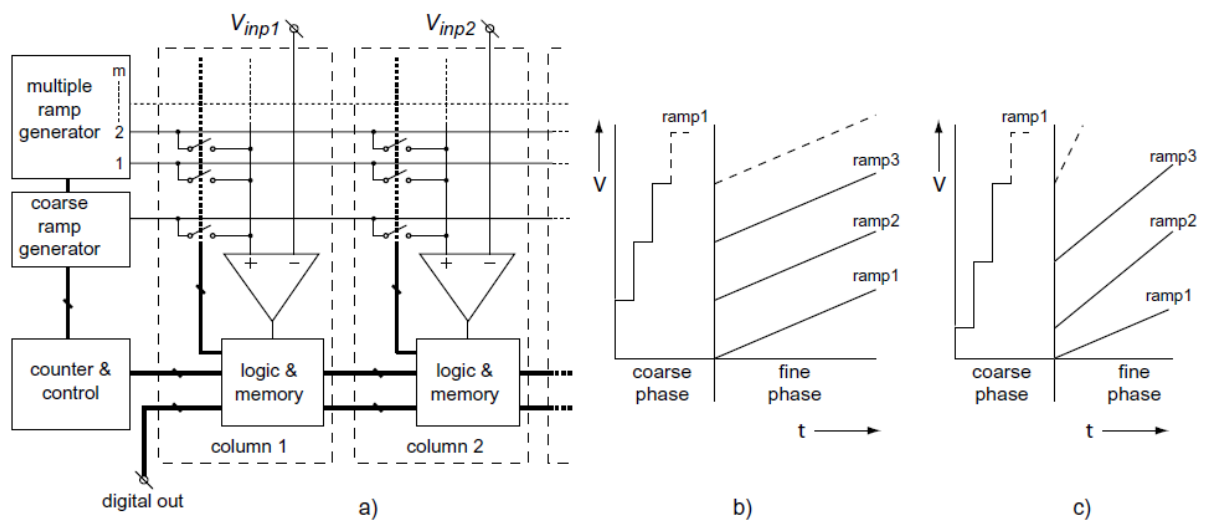 Vinp1
Vinp2
m
multiple
ramp
generator
2
1
coarse
ramp
generator
+
−
+
−
counter &
control
logic &
memory
logic &
memory
column 1
column 2
digital out
a)
ramp1
V
ramp3
ramp2
ramp1
coarse
phase
fine
phase
t
b)
ramp1
V
ramp3
ramp2
ramp1
coarse
phase
fine
phase
t
c)